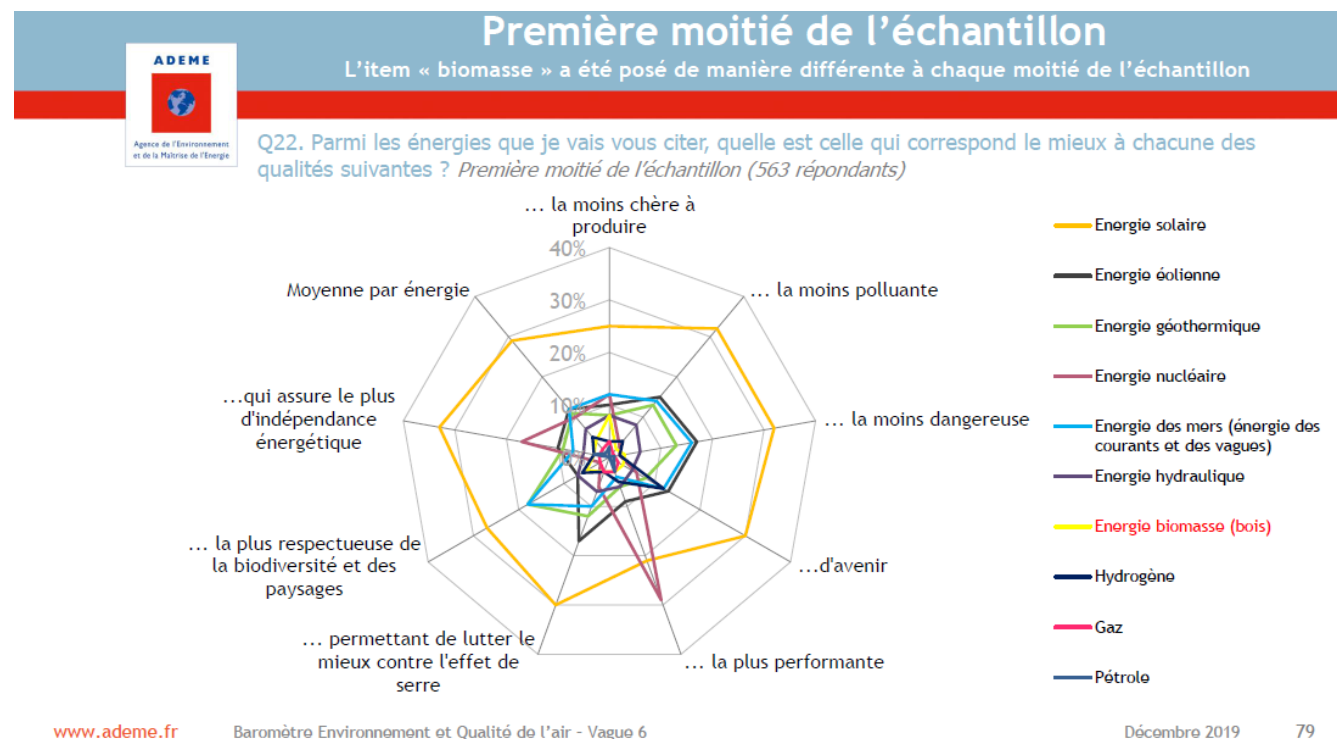 Première moitié de l’échantillon
L’item « biomasse » a été posé de manière différente à chaque moitié de l’échantillon
ADEME
Agence de l'Environnement
et de la Maîtrise de l'Energie
Q22. Parmi les énergies que je vais vous citer, quelle est celle qui correspond le mieux à chacune des
qualités suivantes ? Première moitié de l’échantillon (563 répondants)
... la moins chère à
produire
40%
30%
20%
10%
0%
Moyenne par énergie
... la moins polluante
...qui assure le plus
d'indépendance
énergétique
... la moins dangereuse
... la plus respectueuse de
la biodiversité et des
paysages
...d'avenir
... permettant de lutter le
mieux contre l'effet de
serre
... la plus performante
Energie solaire
Energie éolienne
Energie géothermique
Energie nucléaire
Energie des mers (énergie des
courants et des vagues)
Energie hydraulique
Energie biomasse (bois)
Hydrogène
Gaz
Pétrole
www.ademe.fr
Baromètre Environnement et Qualité de l’air - Vague 6
Décembre 2019
79